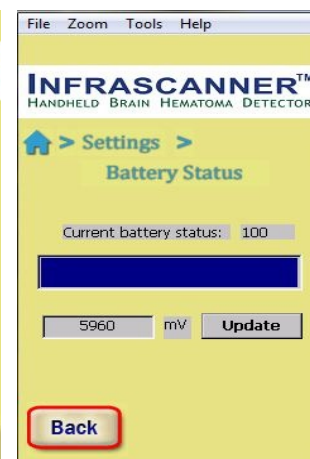 File Zoom Tools Help
INFRASCANNER™
HANDHELD BRAIN HEMATOMA DETECTOR
> Settings >
Battery Status
Current battery status: 100
5960 mV Update
Back